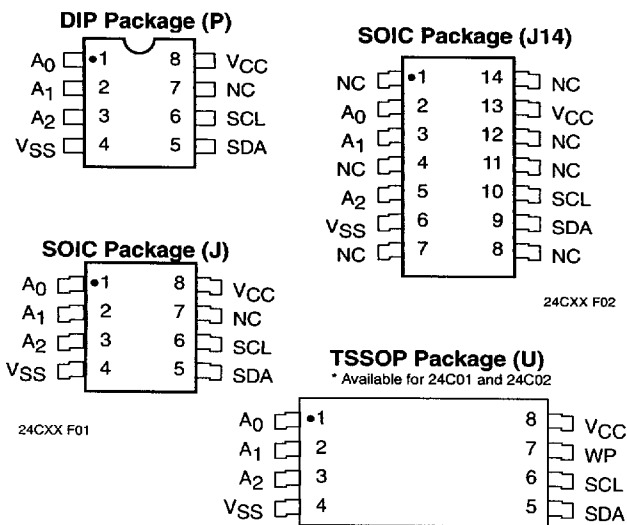 DIP Package (P)
A0 1 8 VCC
A1 2 7 NC
A2 3 6 SCL
VSS 4 5 SDA
SOIC Package (J14)
NC 1 14 NC
A0 2 13 VCC
A1 3 12 NC
NC 4 11 NC
A2 5 10 SCL
VSS 6 9 SDA
NC 7 8 NC
24CXX F02
SOIC Package (J)
A0 1 8 VCC
A1 2 7 NC
A2 3 6 SCL
VSS 4 5 SDA
24CXX F01
TSSOP Package (U)
* Available for 24C01 and 24C02
A0 1 8 VCC
A1 2 7 WP
A2 3 6 SCL
VSS 4 5 SDA